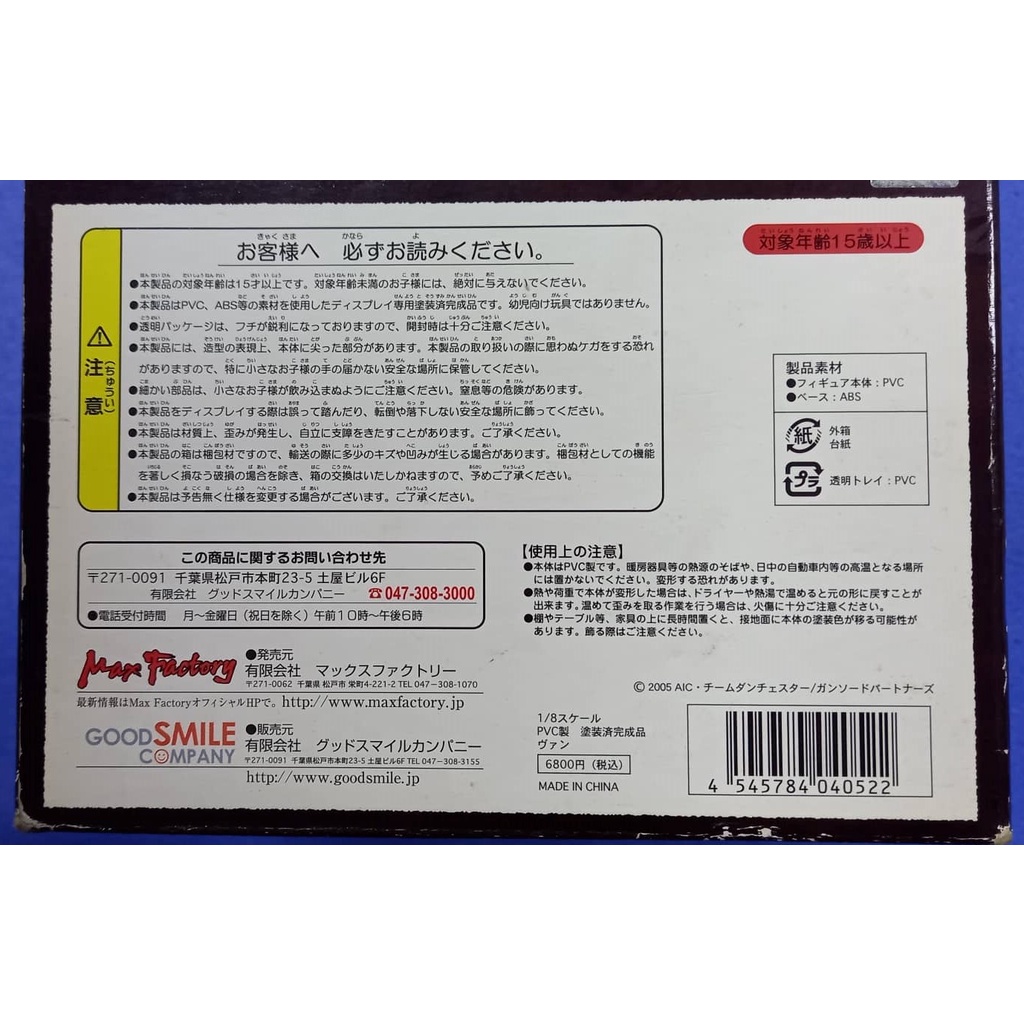 お客様へ 必ずお読みください。
きゃく さま かなら よ
注意
(ちゅうい)
●本製品の対象年齢は15才以上です。対象年齢未満のお子様には、絶対に与えないでください。
●本製品はPVC、ABS等の素材を使用したディスプレイ専用塗装済完成品です。幼児向け玩具ではありません。
●透明パッケージは、フチが鋭利になっておりますので、開封時は十分ご注意ください。
●本製品には、造型の表現上、本体に尖った部分があります。本製品の取り扱いの際に思わぬケガをする恐れ
がありますので、特に小さなお子様の手の届かない安全な場所に保管してください。
●細かい部品は、小さなお子様が飲み込まぬようにご注意ください。窒息等の危険があります。
●本製品をディスプレイする際は誤って踏んだり、転倒や落下しない安全な場所に飾ってください。
●本製品は材質上、歪みが発生し、自立に支障をきたすことがあります。ご了承ください。
●本製品の箱は梱包材ですので、輸送の際に多少のキズや凹みが生じる場合があります。梱包材としての機能
を著しく損なう破損の場合を除き、箱の交換はいたしかねますので、予めご了承ください。
●本製品は予告無く仕様を変更する場合がございます。ご了承ください。
対象年齢15歳以上
製品素材
●フィギュア本体：PVC
●ベース：ABS
紙
外箱
台紙
プラ
透明トレイ：PVC
この商品に関するお問い合わせ先
〒271-0091 千葉県松戸市本町23-5 土屋ビル6F
有限会社 グッドスマイルカンパニー ☎047-308-3000
●電話受付時間 月〜金曜日（祝日を除く）午前10時〜午後6時
【使用上の注意】
●本体はPVC製です。暖房器具等の熱源のそばや、日中の自動車内等の高温となる場所
には置かないでください。変形する恐れがあります。
●熱や荷重で本体が変形した場合は、ドライヤーや熱湯で温めると元の形に戻すことが
出来ます。温めて歪みを取る作業を行う場合は、火傷に十分ご注意ください。
●棚やテーブル等、家具の上に長時間置くと、接地面に本体の塗装色が移る可能性が
あります。飾る際はご注意ください。
Max Factory
●発売元
有限会社 マックスファクトリー
〒271-0062 千葉県 松戸市 栄町4-221-2 TEL 047-308-1070
最新情報はMax FactoryオフィシャルHPで。http://www.maxfactory.jp
GOOD SMILE COMPANY
●販売元
有限会社 グッドスマイルカンパニー
〒271-0091 千葉県松戸市本町23-5 土屋ビル6F TEL 047-308-3155
http://www.goodsmile.jp
© 2005 AIC・チームダンチェスター/ガンソードパートナーズ
1/8スケール
PVC製 塗装済完成品
ヴァン
6800円（税込）
MADE IN CHINA
4 545784 040522